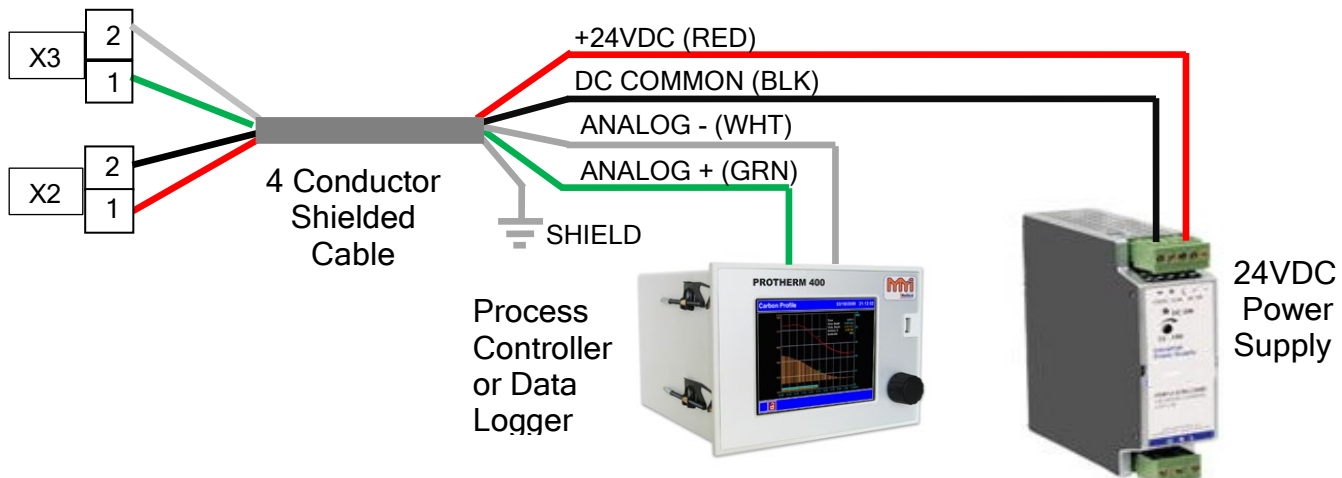 +24VDC (RED)
X3
2
1
DC COMMON (BLK)
ANALOG - (WHT)
ANALOG + (GRN)
X2
2
1
4 Conductor
Shielded
Cable
SHIELD
Process
Controller
or Data
Logger
PROTHERM 400
Carbon Profile
24VDC
Power
Supply